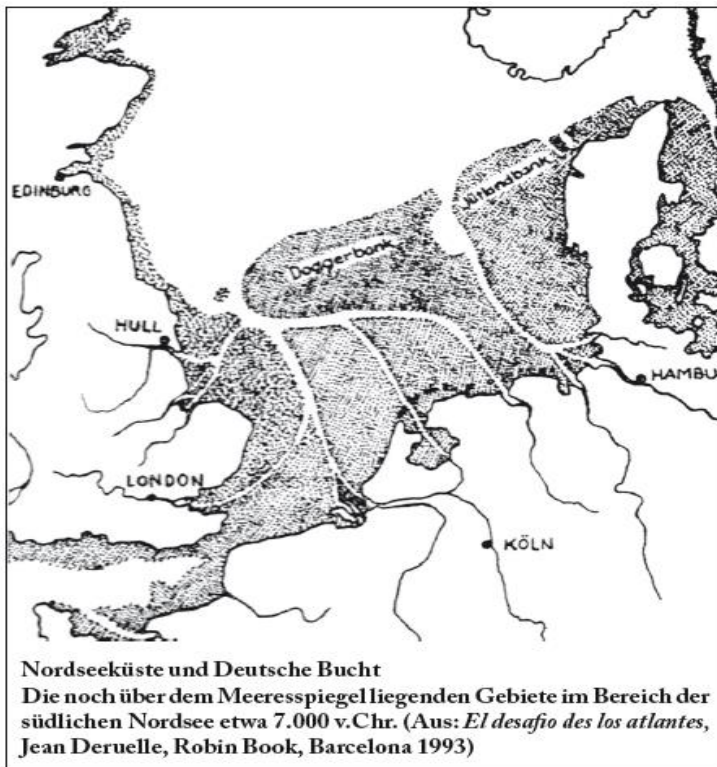 EDINBURG
Doggerbank
Jütlandbank
HULL
HAMBU
LONDON
KÖLN
Nordseeküste und Deutsche Bucht
Die noch über dem Meeresspiegel liegenden Gebiete im Bereich der
südlichen Nordsee etwa 7.000 v.Chr. (Aus: El desafio des los atlantes,
Jean Deruelle, Robin Book, Barcelona 1993)